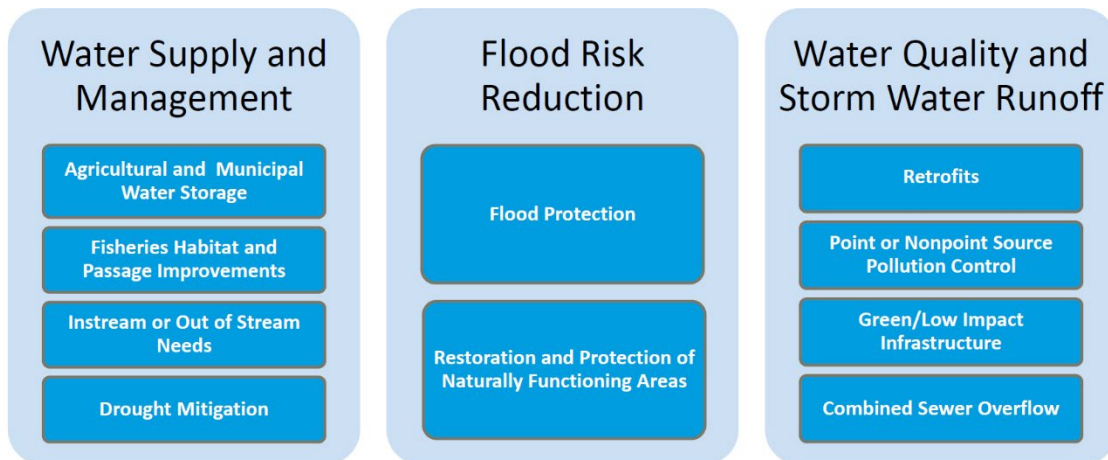 Water Supply and
Management
Agricultural and Municipal
Water Storage
Fisheries Habitat and
Passage Improvements
Instream or Out of Stream
Needs
Drought Mitigation
Flood Risk
Reduction
Flood Protection
Restoration and Protection of
Naturally Functioning Areas
Water Quality and
Storm Water Runoff
Retrofits
Point or Nonpoint Source
Pollution Control
Green/Low Impact
Infrastructure
Combined Sewer Overflow